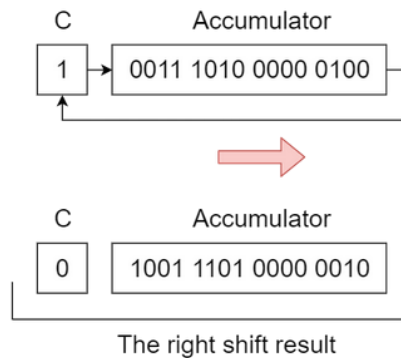 C Accumulator
1 0011 1010 0000 0100
C Accumulator
0 1001 1101 0000 0010
The right shift result